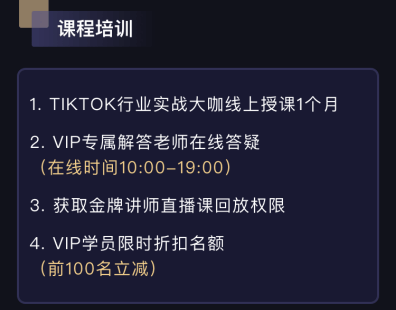 课程培训
1. TIKTOK行业实战大咖线上授课1个月
2. VIP专属解答老师在线答疑
（在线时间10:00-19:00）
3. 获取金牌讲师直播课回放权限
4. VIP学员限时折扣名额
（前100名立减）